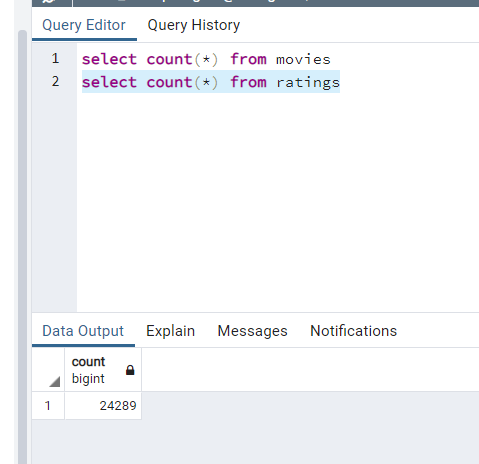 Query Editor Query History
1 select count(*) from movies
2 select count(*) from ratings
Data Output Explain Messages Notifications
count
bigint
1 24289